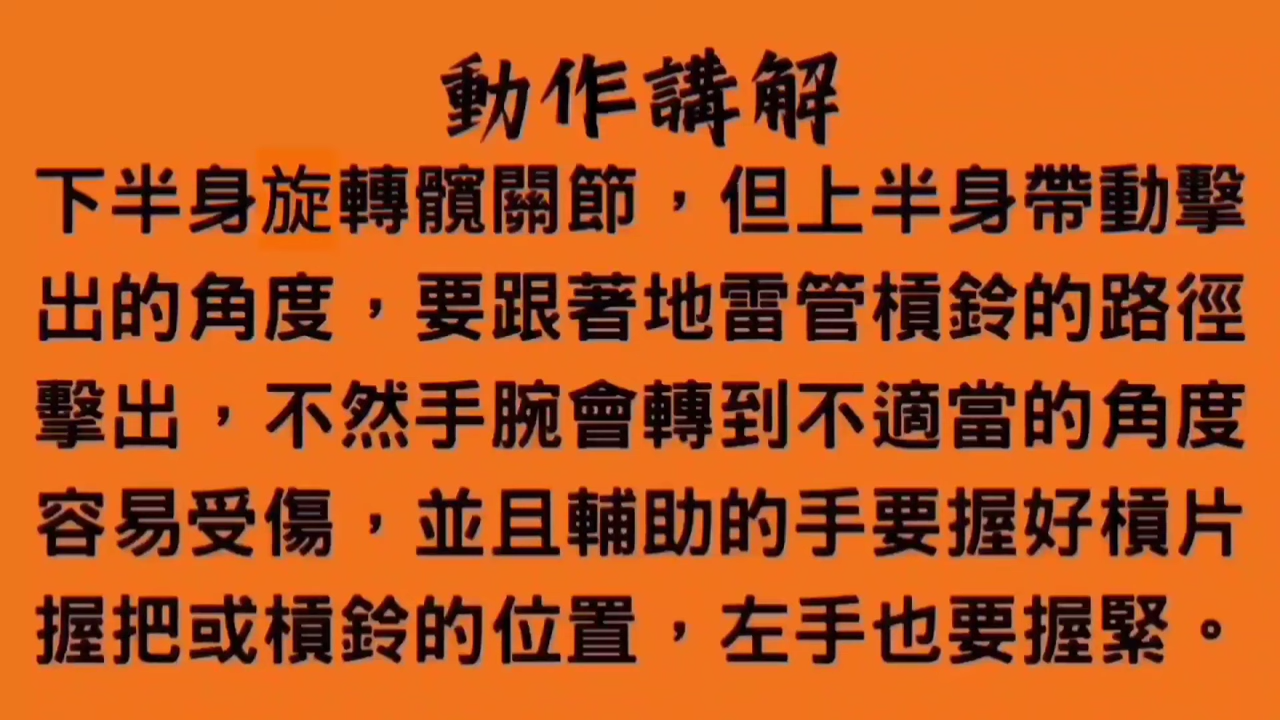 動作講解
下半身旋轉髖關節，但上半身帶動擊
出的角度，要跟著地雷管槓鈴的路徑
擊出，不然手腕會轉到不適當的角度
容易受傷，並且輔助的手要握好槓片
握把或槓鈴的位置，左手也要握緊。